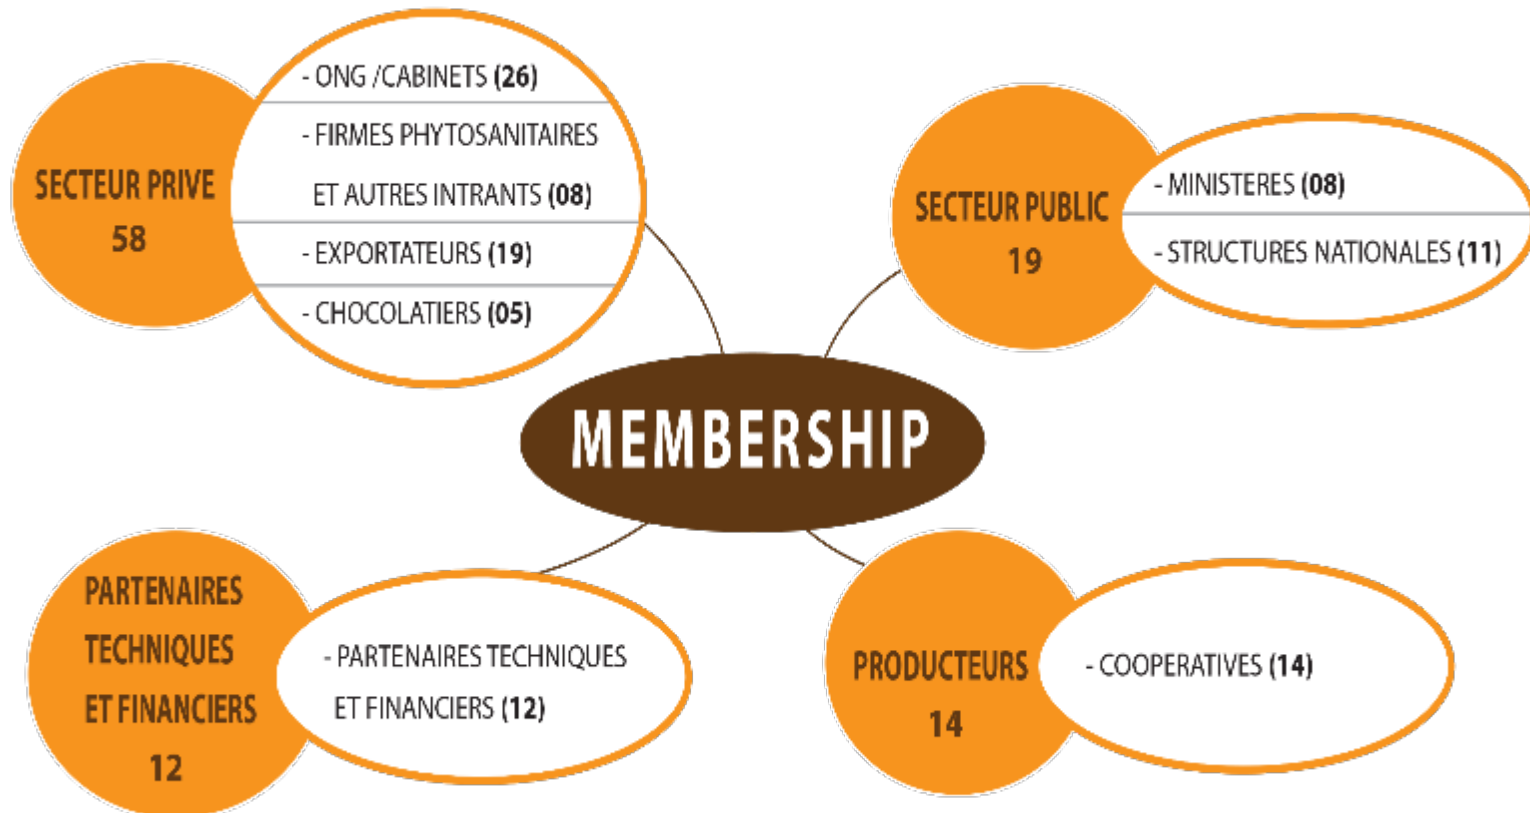 SECTEUR PRIVE
58
- ONG /CABINETS (26)
- FIRMES PHYTOSANITAIRES
ET AUTRES INTRANTS (08)
- EXPORTATEURS (19)
- CHOCOLATIERS (05)
SECTEUR PUBLIC
19
- MINISTERES (08)
- STRUCTURES NATIONALES (11)
MEMBERSHIP
PARTENAIRES
TECHNIQUES
ET FINANCIERS
12
- PARTENAIRES TECHNIQUES
ET FINANCIERS (12)
PRODUCTEURS
14
- COOPERATIVES (14)